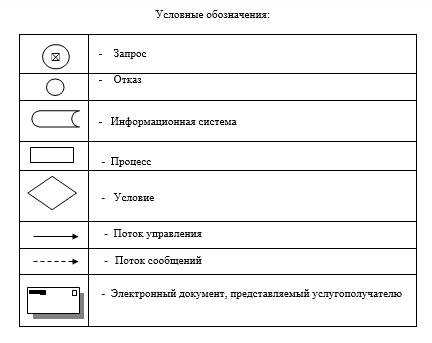 Условные обозначения:
- Запрос
- Отказ
- Информационная система
- Процесс
- Условие
- Поток управления
- Поток сообщений
- Электронный документ, представляемый услугополучателю